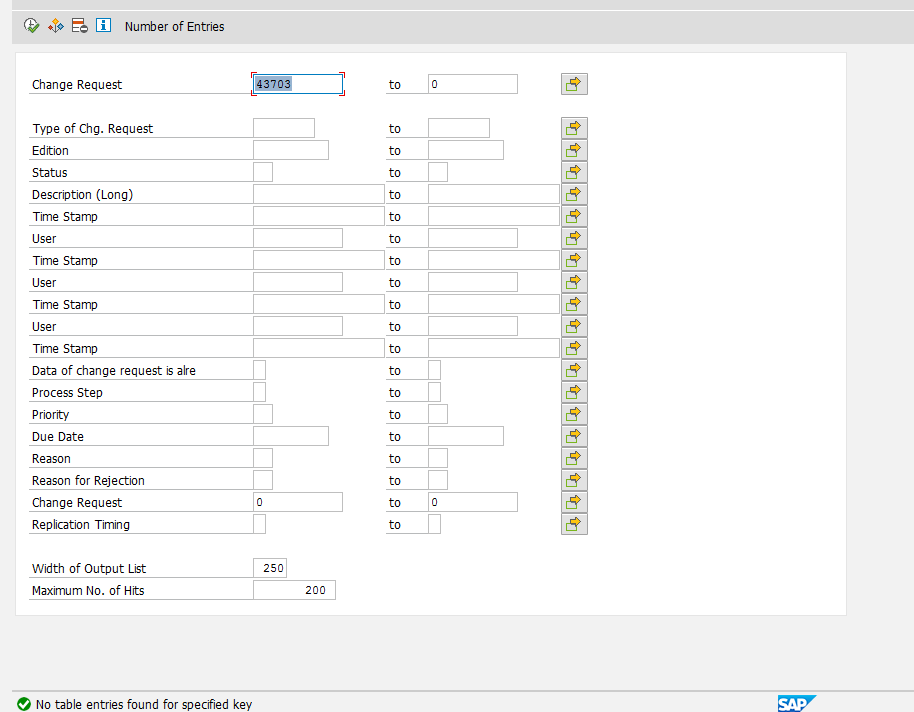 Number of Entries
Change Request 43703 to 0
Type of Chg. Request to
Edition to
Status to
Description (Long) to
Time Stamp to
User to
Time Stamp to
User to
Time Stamp to
User to
Time Stamp to
Data of change request is alre to
Process Step to
Priority to
Due Date to
Reason to
Reason for Rejection to
Change Request 0 to 0
Replication Timing to
Width of Output List 250
Maximum No. of Hits 200
No table entries found for specified key SAP